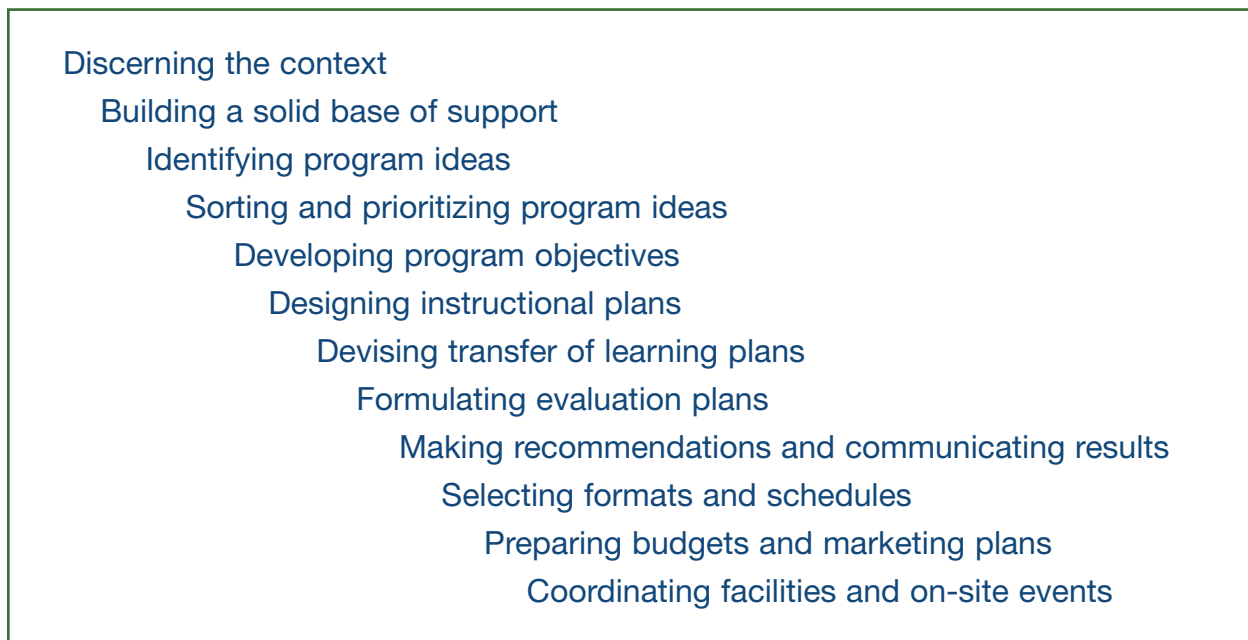 Discerning the context
Building a solid base of support
Identifying program ideas
Sorting and prioritizing program ideas
Developing program objectives
Designing instructional plans
Devising transfer of learning plans
Formulating evaluation plans
Making recommendations and communicating results
Selecting formats and schedules
Preparing budgets and marketing plans
Coordinating facilities and on-site events